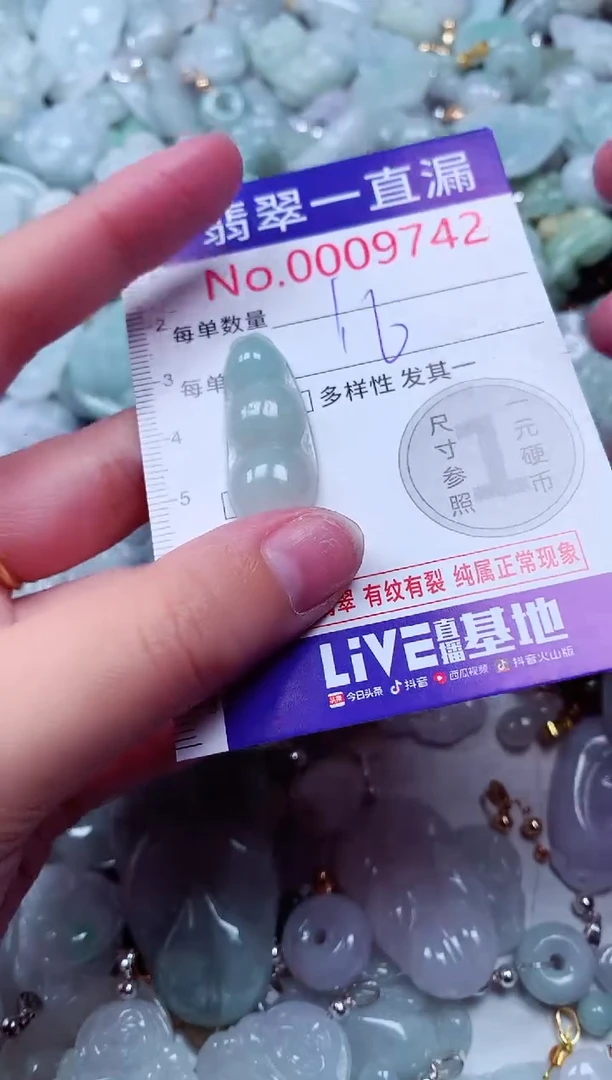 翡翠一直漏
No.0009742
2
每单数量
16
3
每单
多样性 发其一
4
尺寸参照
1
一元硬币
5
翠 有纹有裂 纯属正常现象
LiVE直播基地
头条 今日头条 抖音 西瓜视频 抖音火山版